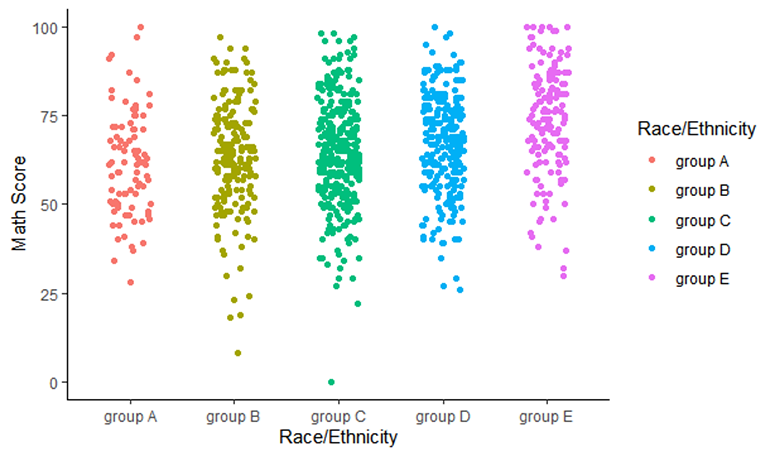 100
75
50
25
0
Math Score
group A
group B
group C
group D
group E
Race/Ethnicity
Race/Ethnicity
group A
group B
group C
group D
group E